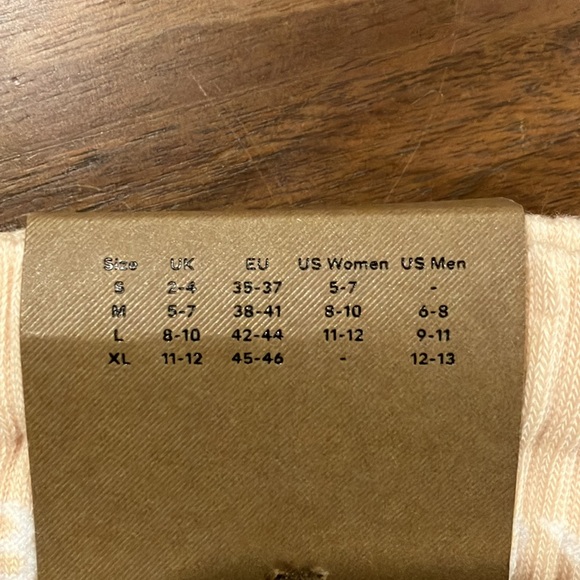 Size UK EU US Women US Men
S 2-4 35-37 5-7 -
M 5-7 38-41 8-10 6-8
L 8-10 42-44 11-12 9-11
XL 11-12 45-46 - 12-13